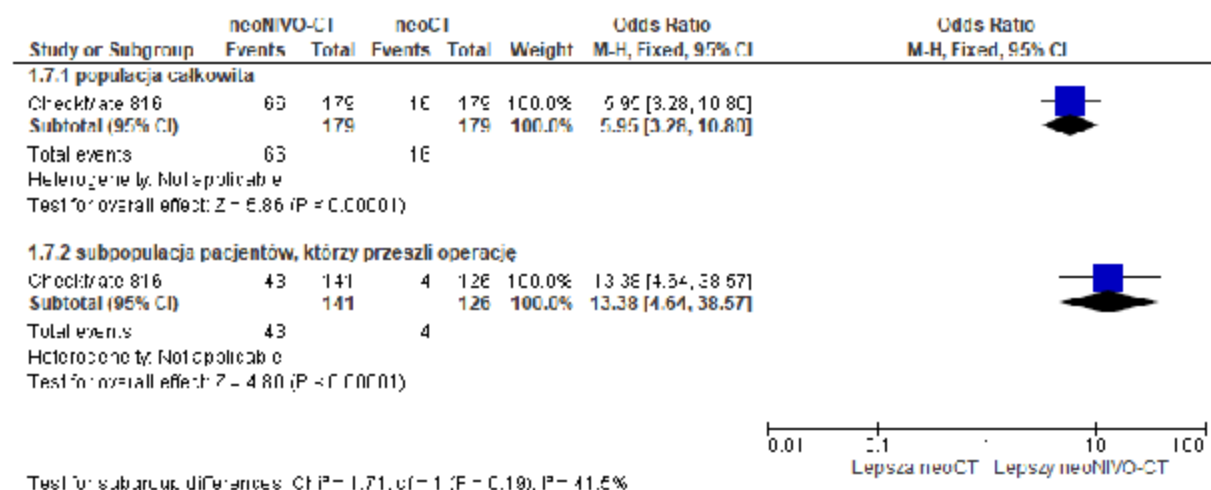 neoNIVO-CT neoCT Odds Ratio Odds Ratio
Study or Subgroup Events Total Events Total Weight M-H, Fixed, 95% CI M-H, Fixed, 95% CI
1.7.1 populacja całkowita
CheckMate 816 66 179 16 179 100.0% 5.95 [3.28, 10.80]
Subtotal (95% CI) 179 179 100.0% 5.95 [3.28, 10.80]
Total events 66 16
Heterogeneity: Not applicable
Test for overall effect: Z = 5.86 (P < 0.00001)
1.7.2 subpopulacja pacjentów, którzy przeszli operację
CheckMate 816 43 141 4 126 100.0% 13.38 [4.64, 38.57]
Subtotal (95% CI) 141 126 100.0% 13.38 [4.64, 38.57]
Total events 43 4
Heterogeneity: Not applicable
Test for overall effect: Z = 4.80 (P < 0.00001)
0.01 0.1 1 10 100
Lepsza neoCT Lepszy neoNIVO-CT
Test for subgroup differences: Chi² = 1.71, df = 1 (P = 0.19), I² = 41.5%